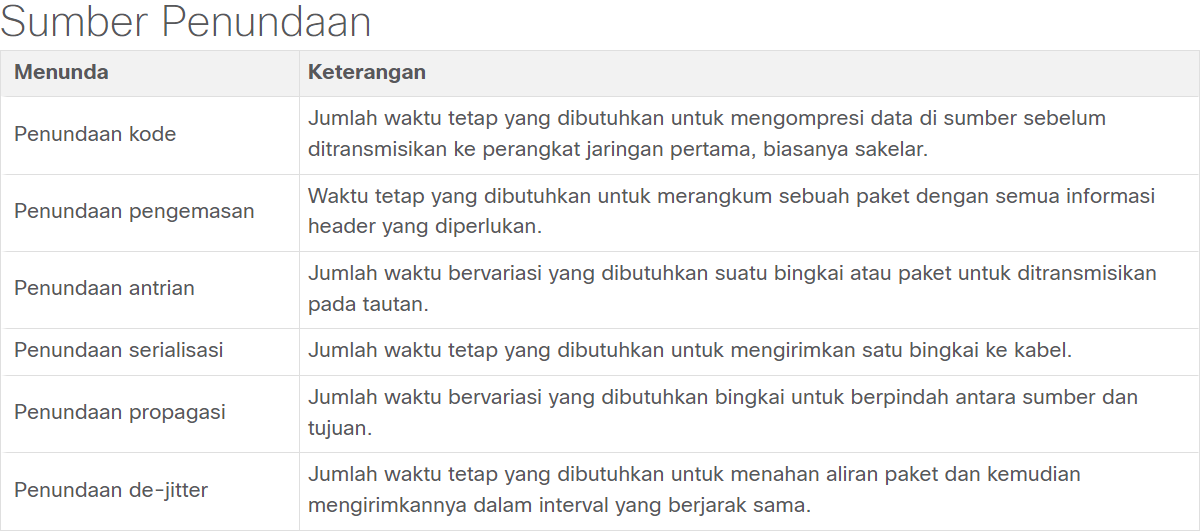 Sumber Penundaan
Menunda
Keterangan
Penundaan kode
Jumlah waktu tetap yang dibutuhkan untuk mengompresi data di sumber sebelum
ditransmisikan ke perangkat jaringan pertama, biasanya sakelar.
Penundaan pengemasan
Waktu tetap yang dibutuhkan untuk merangkum sebuah paket dengan semua informasi
header yang diperlukan.
Penundaan antrian
Jumlah waktu bervariasi yang dibutuhkan suatu bingkai atau paket untuk ditransmisikan
pada tautan.
Penundaan serialisasi
Jumlah waktu tetap yang dibutuhkan untuk mengirimkan satu bingkai ke kabel.
Penundaan propagasi
Jumlah waktu bervariasi yang dibutuhkan bingkai untuk berpindah antara sumber dan
tujuan.
Penundaan de-jitter
Jumlah waktu tetap yang dibutuhkan untuk menahan aliran paket dan kemudian
mengirimkannya dalam interval yang berjarak sama.